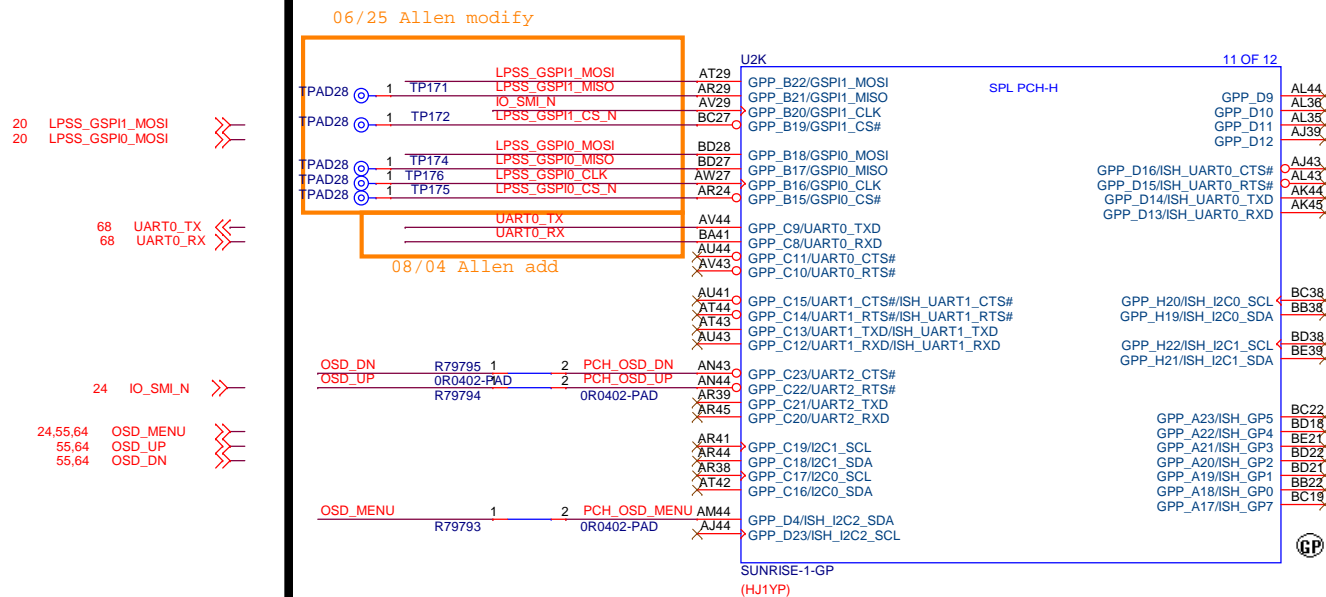 06/25 Allen modify
20 LPSS_GSPI1_MOSI
20 LPSS_GSPI0_MOSI
68 UART0_TX
68 UART0_RX
24 IO_SMI_N
24,55,64 OSD_MENU
55,64 OSD_UP
55,64 OSD_DN
U2K 11 OF 12
SPL PCH-H
LPSS_GSPI1_MOSI AT29 GPP_B22/GSPI1_MOSI
TPAD28 1 TP171 LPSS_GSPI1_MISO AR29 GPP_B21/GSPI1_MISO
IO_SMI_N AV29 GPP_B20/GSPI1_CLK
TPAD28 1 TP172 LPSS_GSPI1_CS_N BC27 GPP_B19/GSPI1_CS#
LPSS_GSPI0_MOSI BD28 GPP_B18/GSPI0_MOSI
TPAD28 1 TP174 LPSS_GSPI0_MISO BD27 GPP_B17/GSPI0_MISO
TPAD28 1 TP176 LPSS_GSPI0_CLK AW27 GPP_B16/GSPI0_CLK
TPAD28 1 TP175 LPSS_GSPI0_CS_N AR24 GPP_B15/GSPI0_CS#
UART0_TX AV44 GPP_C9/UART0_TXD
UART0_RX BA41 GPP_C8/UART0_RXD
AU44 GPP_C11/UART0_CTS#
AV43 GPP_C10/UART0_RTS#
08/04 Allen add
AU41 GPP_C15/UART1_CTS#/ISH_UART1_CTS#
AT44 GPP_C14/UART1_RTS#/ISH_UART1_RTS#
AT43 GPP_C13/UART1_TXD/ISH_UART1_TXD
AU43 GPP_C12/UART1_RXD/ISH_UART1_RXD
OSD_DN R79795 1 2 PCH_OSD_DN AN43 GPP_C23/UART2_CTS#
OSD_UP 0R0402-PAD 1 2 PCH_OSD_UP AN44 GPP_C22/UART2_RTS#
R79794 0R0402-PAD AR39 GPP_C21/UART2_TXD
AR45 GPP_C20/UART2_RXD
AR41 GPP_C19/I2C1_SCL
AR44 GPP_C18/I2C1_SDA
AR38 GPP_C17/I2C0_SCL
AT42 GPP_C16/I2C0_SDA
OSD_MENU 1 2 PCH_OSD_MENU AM44 GPP_D4/ISH_I2C2_SDA
R79793 0R0402-PAD AJ44 GPP_D23/ISH_I2C2_SCL
GPP_D9 AL44
GPP_D10 AL36
GPP_D11 AL35
GPP_D12 AJ39
GPP_D16/ISH_UART0_CTS# AJ43
GPP_D15/ISH_UART0_RTS# AL43
GPP_D14/ISH_UART0_TXD AK44
GPP_D13/ISH_UART0_RXD AK45
GPP_H20/ISH_I2C0_SCL BC38
GPP_H19/ISH_I2C0_SDA BB38
GPP_H22/ISH_I2C1_SCL BD38
GPP_H21/ISH_I2C1_SDA BE39
GPP_A23/ISH_GP5 BC22
GPP_A22/ISH_GP4 BD18
GPP_A21/ISH_GP3 BE21
GPP_A20/ISH_GP2 BD22
GPP_A19/ISH_GP1 BD21
GPP_A18/ISH_GP0 BB22
GPP_A17/ISH_GP7 BC19
GP
SUNRISE-1-GP
(HJ1YP)